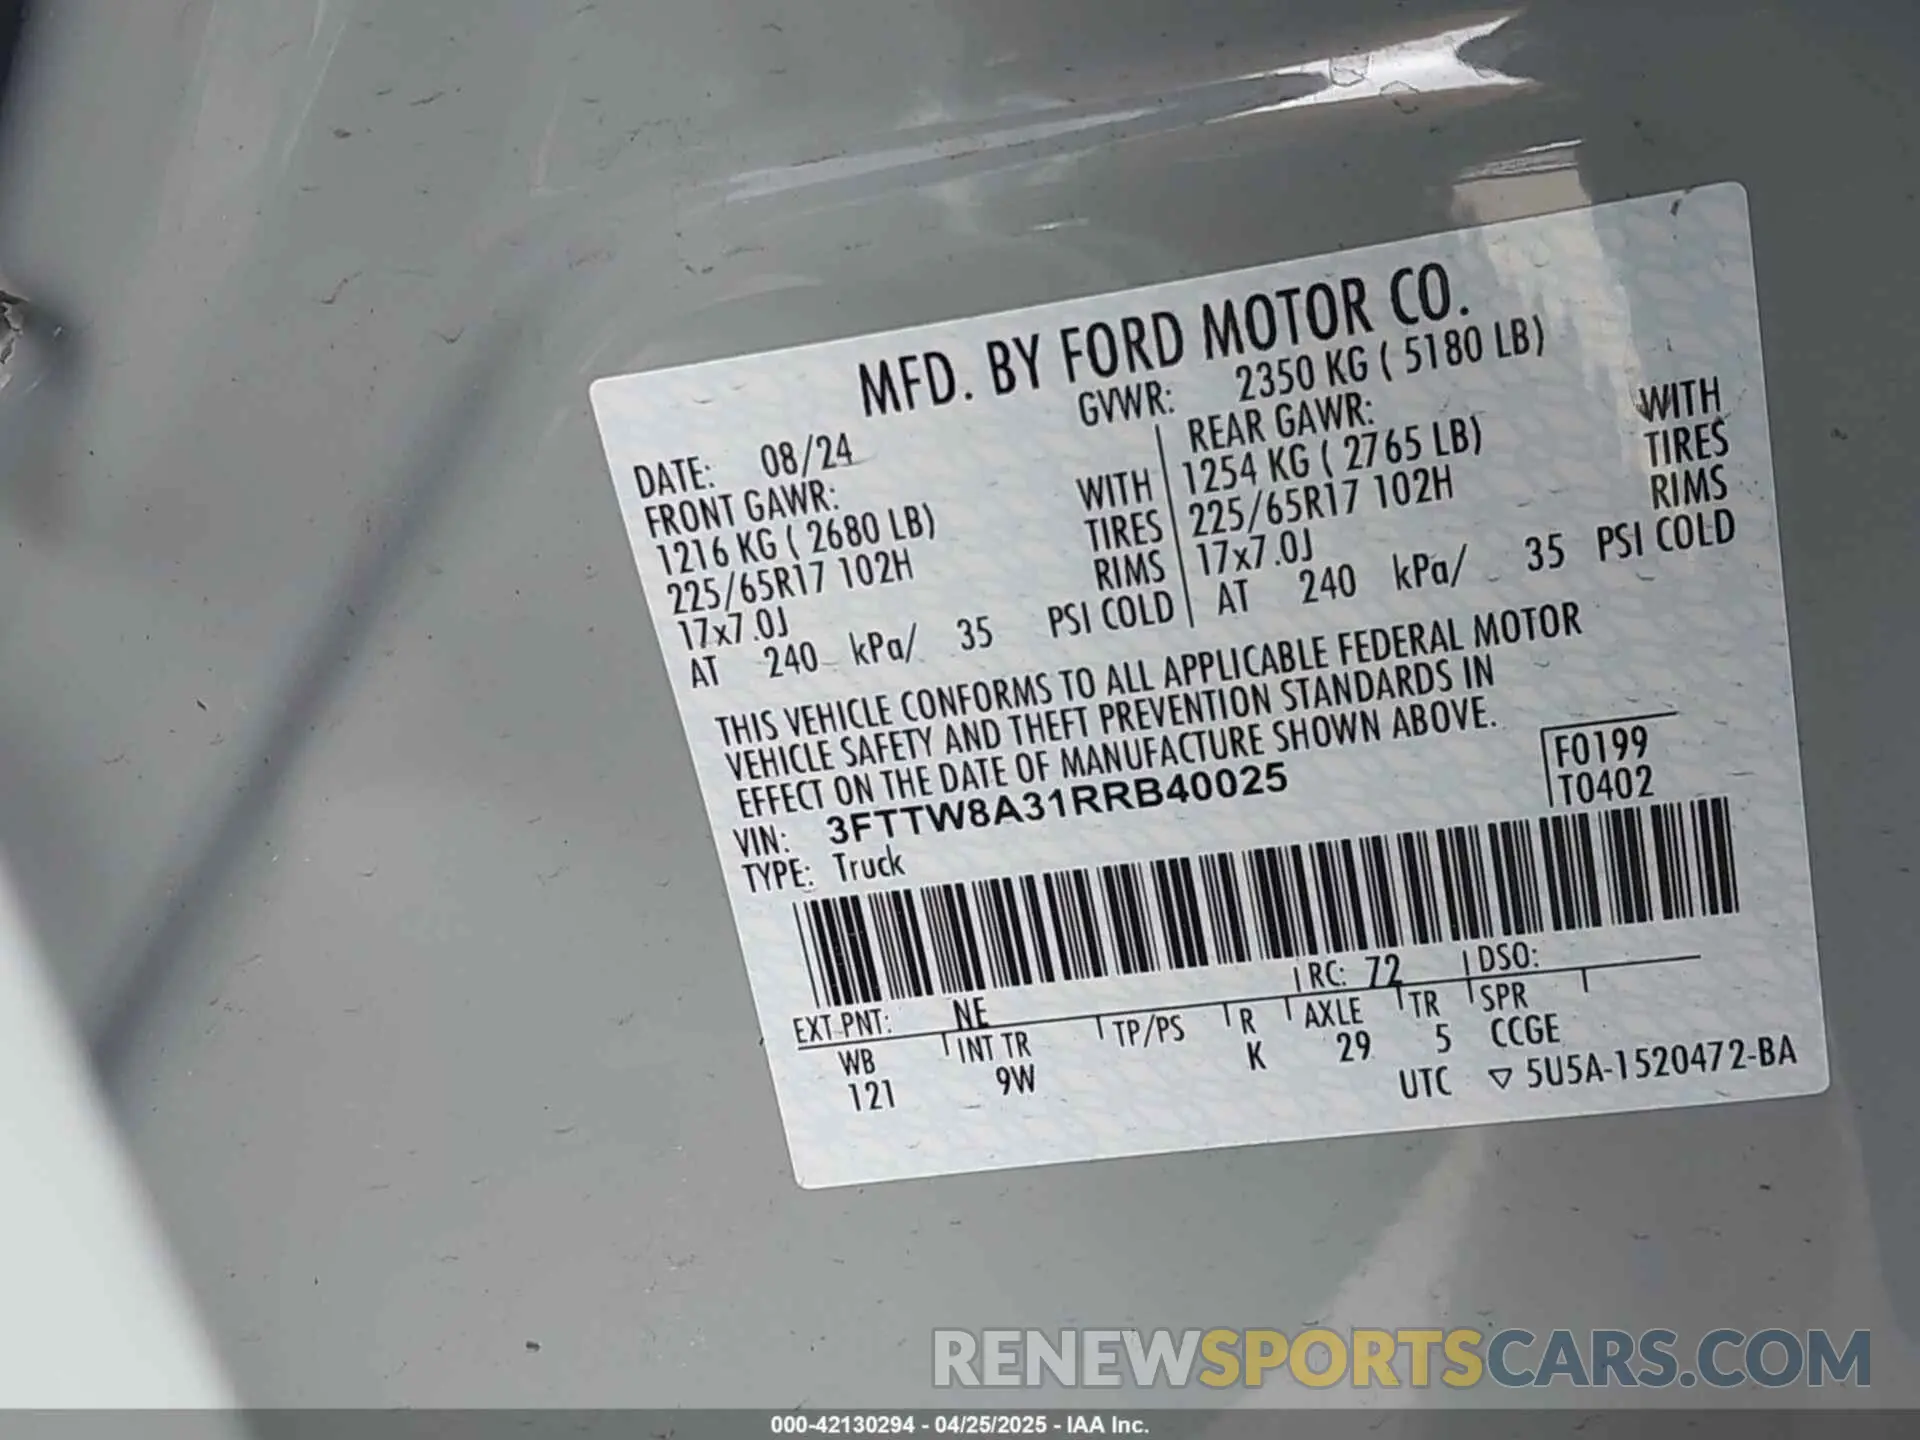 MFD. BY FORD MOTOR CO.
DATE: 08/24 GVWR: 2350 KG ( 5180 LB)
FRONT GAWR: REAR GAWR:
1216 KG ( 2680 LB) WITH 1254 KG ( 2765 LB) WITH
225/65R17 102H TIRES 225/65R17 102H TIRES
17x7.0J RIMS 17x7.0J RIMS
AT 240 kPa/ 35 PSI COLD AT 240 kPa/ 35 PSI COLD
THIS VEHICLE CONFORMS TO ALL APPLICABLE FEDERAL MOTOR
VEHICLE SAFETY AND THEFT PREVENTION STANDARDS IN
EFFECT ON THE DATE OF MANUFACTURE SHOWN ABOVE.
VIN: 3FTTW8A31RRB40025 F0199
TYPE: Truck T0402
EXT PNT: NE RC: 72 DSO:
WB INT TR TP/PS R AXLE TR SPR
121 9W K 29 5 CCGE
UTC ▽ 5U5A-1520472-BA
RENEWSPORTSCARS.COM
000-42130294 - 04/25/2025 - IAA Inc.